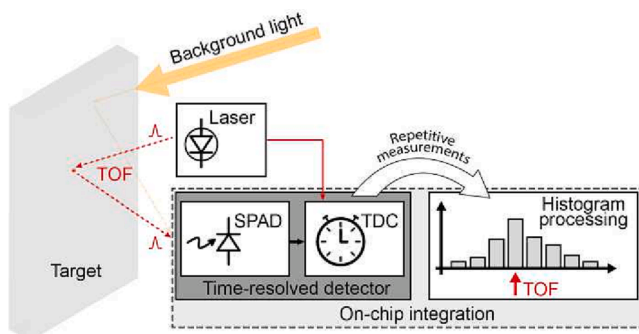 Background light
Laser
Repetitive
measurements
TOF
SPAD
TDC
Histogram
processing
Target
Time-resolved detector
TOF
On-chip integration